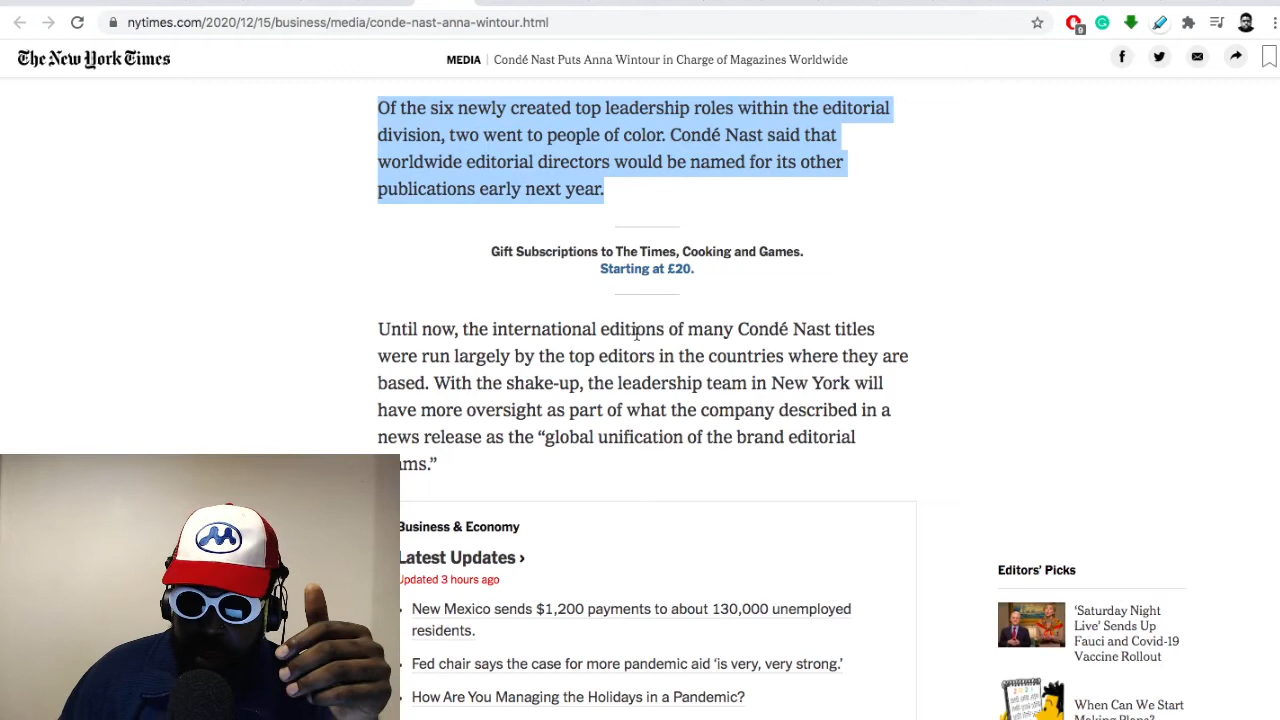 nytimes.com/2020/12/15/business/media/conde-nast-anna-wintour.html
9
The New York Times
MEDIA | Condé Nast Puts Anna Wintour in Charge of Magazines Worldwide
Of the six newly created top leadership roles within the editorial
division, two went to people of color. Condé Nast said that
worldwide editorial directors would be named for its other
publications early next year.
Gift Subscriptions to The Times, Cooking and Games.
Starting at £20.
Until now, the international editions of many Condé Nast titles
were run largely by the top editors in the countries where they are
based. With the shake-up, the leadership team in New York will
have more oversight as part of what the company described in a
news release as the “global unification of the brand editorial
ams.”
Business & Economy
Latest Updates ›
Updated 3 hours ago
New Mexico sends $1,200 payments to about 130,000 unemployed
residents.
Fed chair says the case for more pandemic aid ‘is very, very strong.’
How Are You Managing the Holidays in a Pandemic?
Editors’ Picks
‘Saturday Night
Live’ Sends Up
Fauci and Covid-19
Vaccine Rollout
When Can We Start
Making Plans?
M